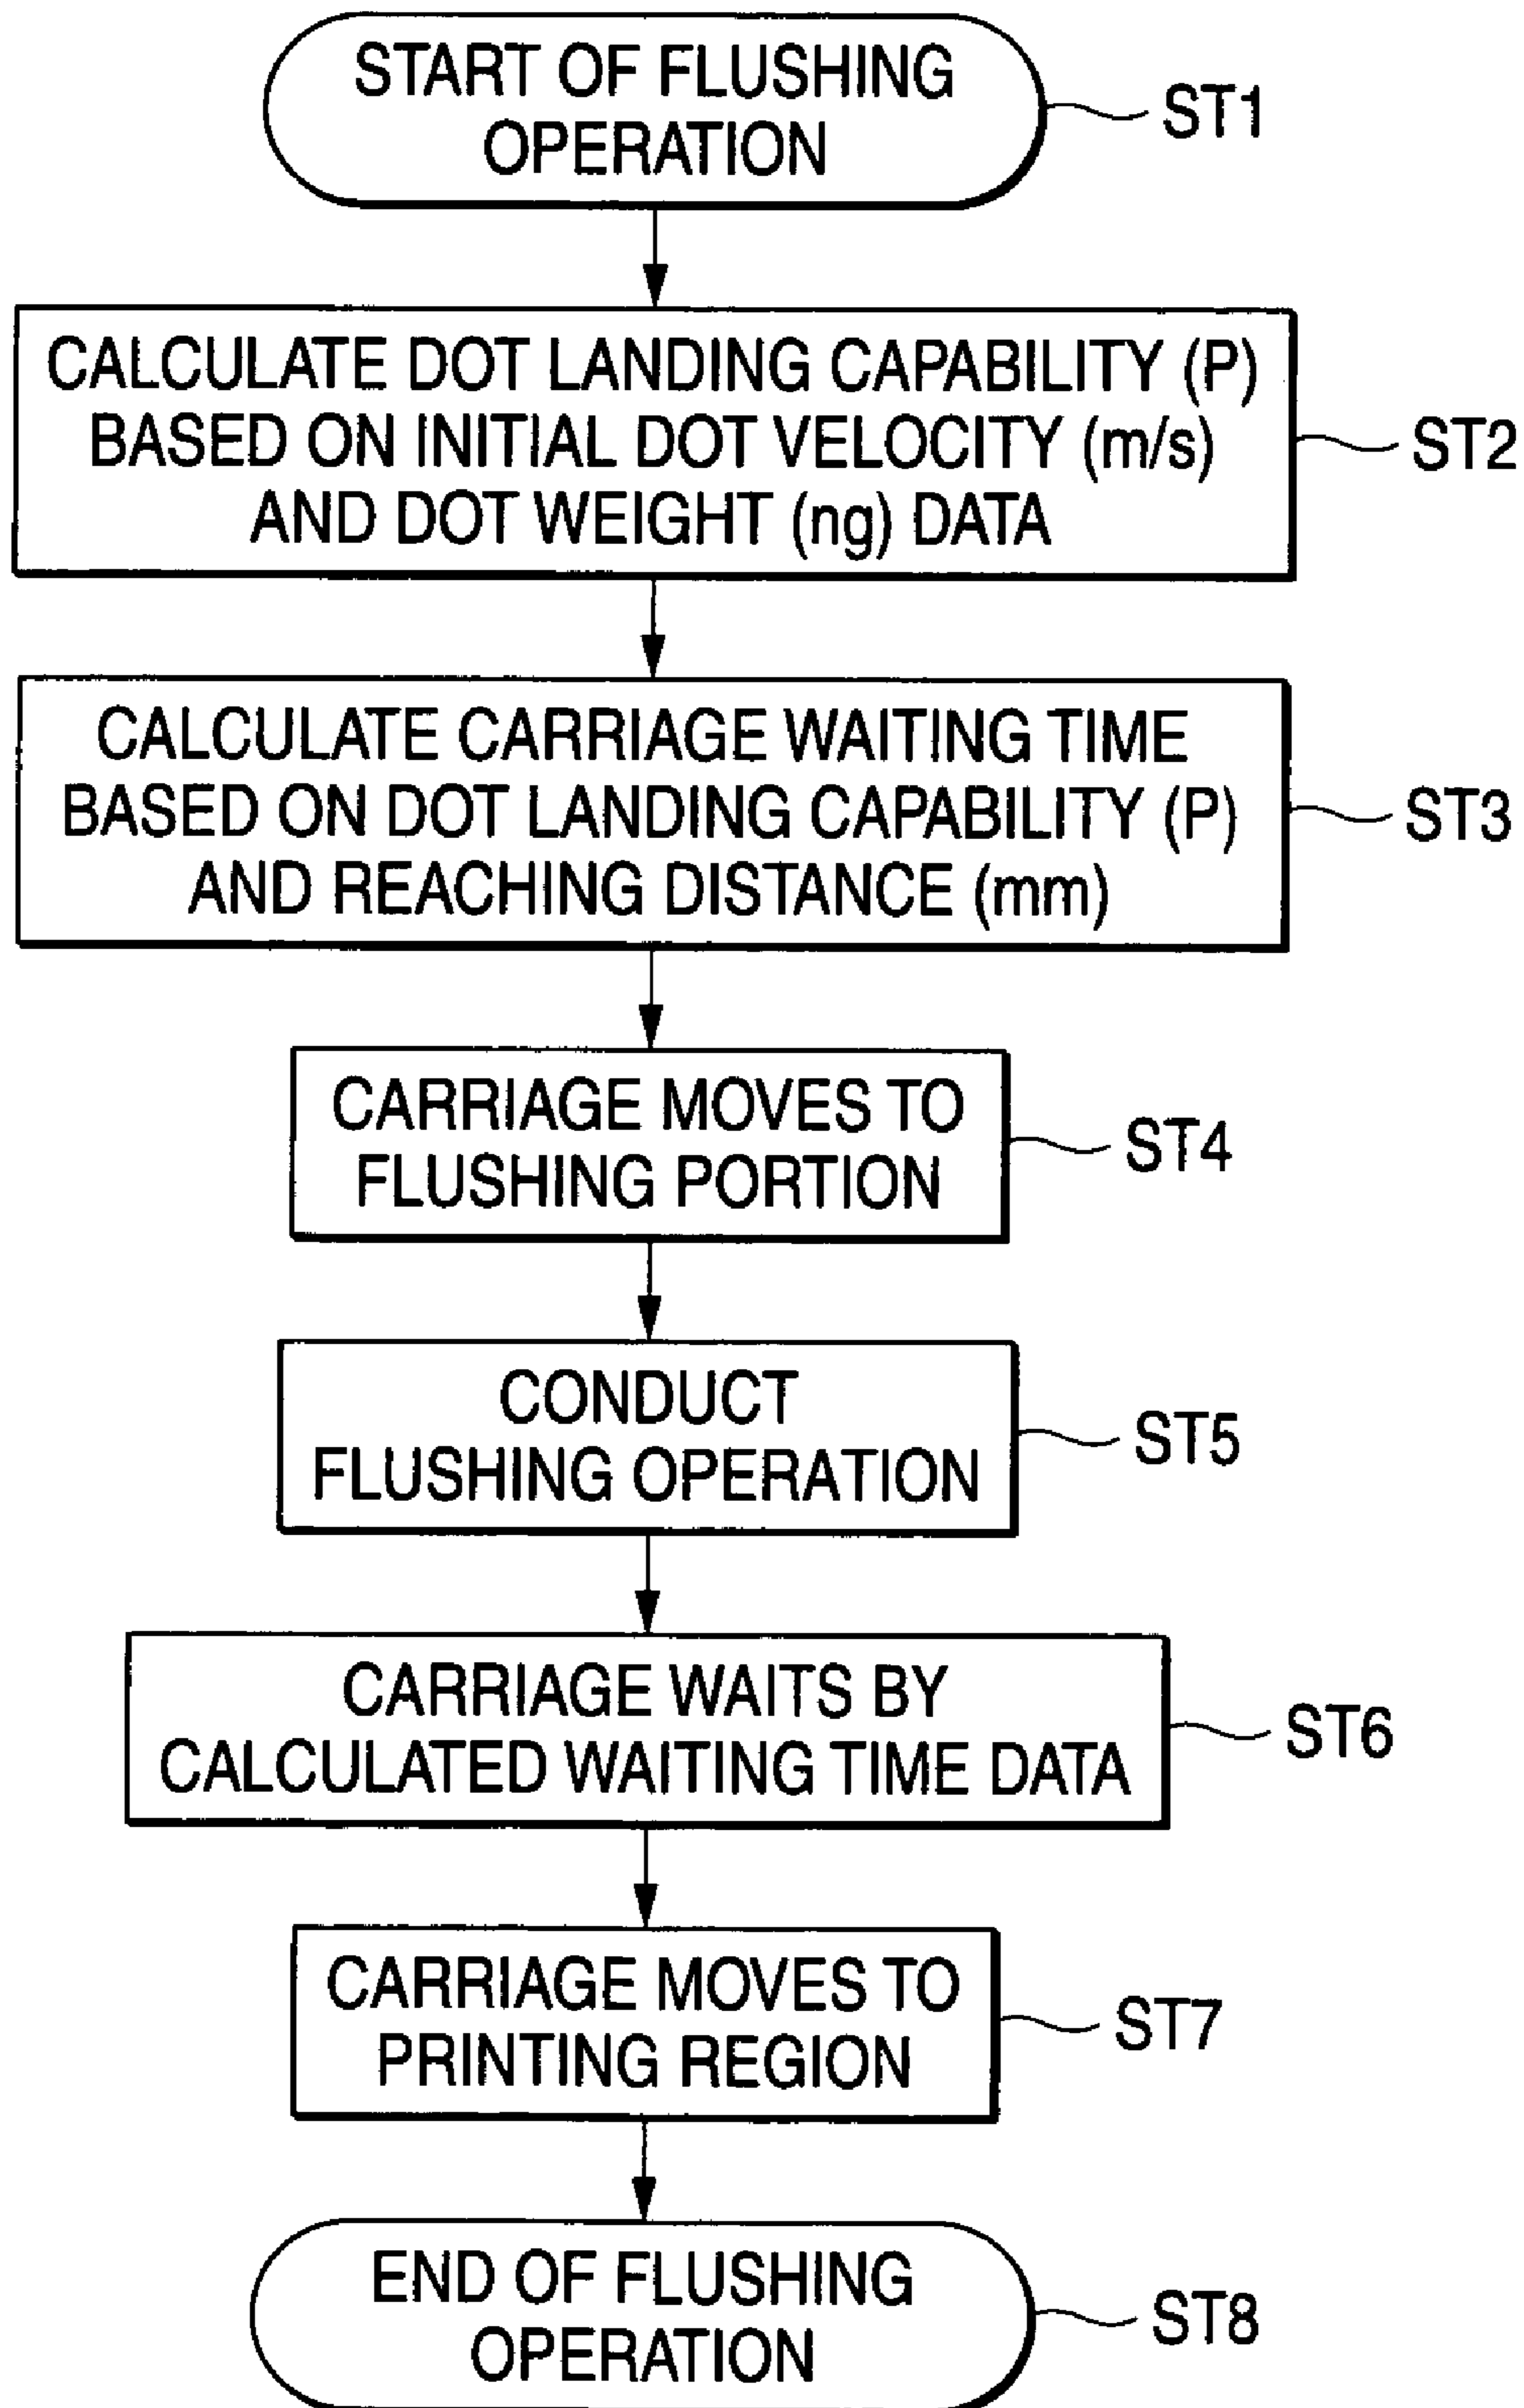 START OF FLUSHING
OPERATION
ST1
CALCULATE DOT LANDING CAPABILITY (P)
BASED ON INITIAL DOT VELOCITY (m/s)
AND DOT WEIGHT (ng) DATA
ST2
CALCULATE CARRIAGE WAITING TIME
BASED ON DOT LANDING CAPABILITY (P)
AND REACHING DISTANCE (mm)
ST3
CARRIAGE MOVES TO
FLUSHING PORTION
ST4
CONDUCT
FLUSHING OPERATION
ST5
CARRIAGE WAITS BY
CALCULATED WAITING TIME DATA
ST6
CARRIAGE MOVES TO
PRINTING REGION
ST7
END OF FLUSHING
OPERATION
ST8